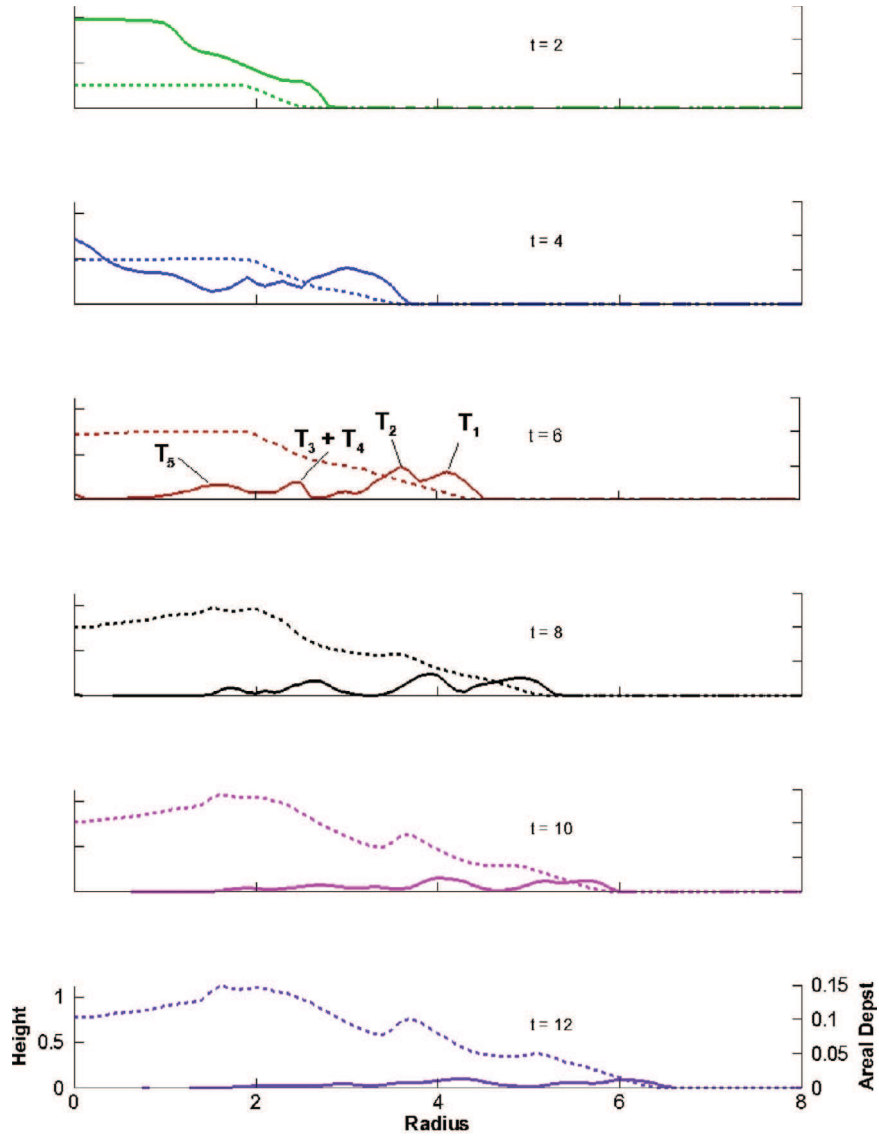 t = 2
t = 4
T3 + T4
T2
T1
T5
t = 6
t = 8
t = 10
t = 12
Height
1
0.5
0
0.15
0.1
0.05
0
Areal Depst
0 2 4 6 8
Radius